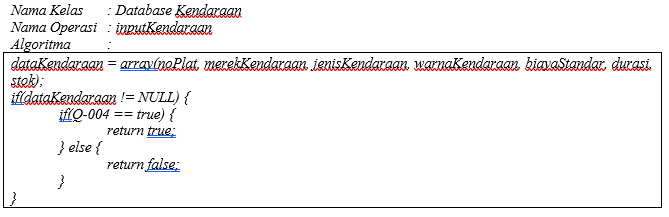 Nama Kelas : Database Kendaraan
Nama Operasi : inputKendaraan
Algoritma :
dataKendaraan = array(noPlat, merekKendaraan, jenisKendaraan, warnaKendaraan, biayaStandar, durasi,
stok);
if(dataKendaraan != NULL) {
if(Q-004 == true) {
return true;
} else {
return false;
}
}